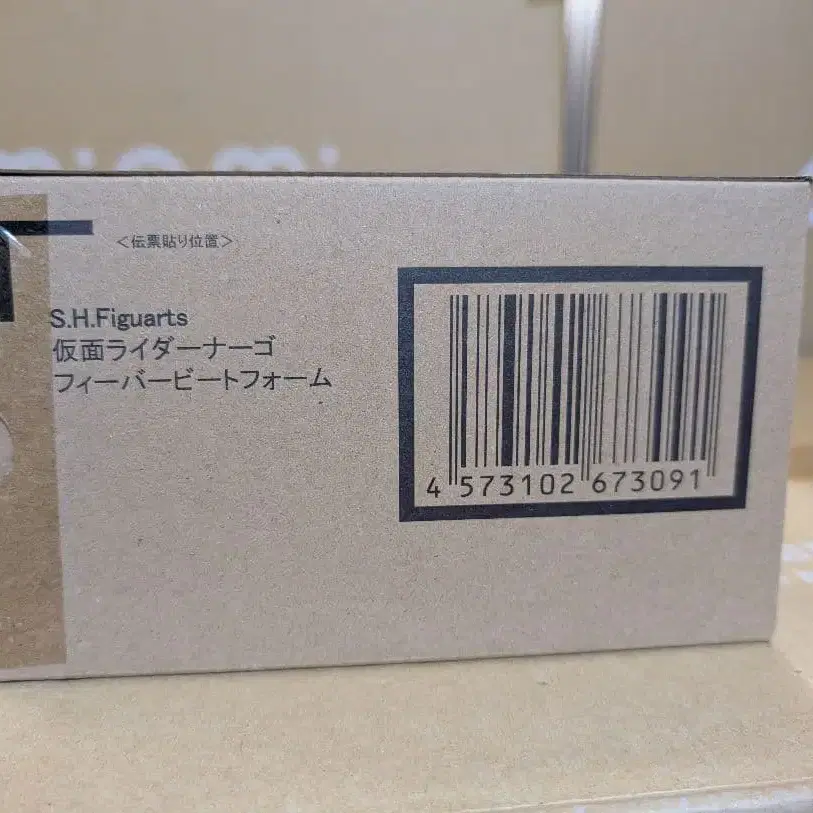 <伝票貼り位置>
S.H.Figuarts
仮面ライダーナーゴ
フィーバービートフォーム
4 573102 673091